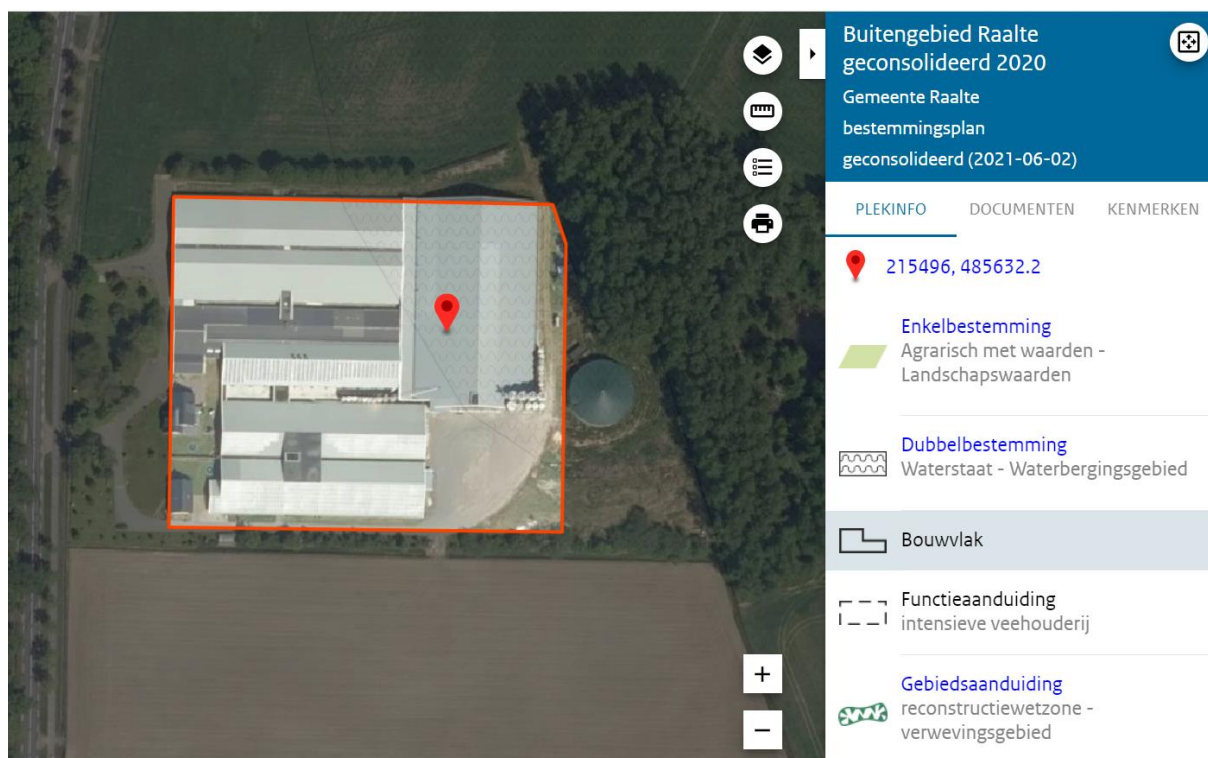 Buitengebied Raalte
geconsolideerd 2020
Gemeente Raalte
bestemmingsplan
geconsolideerd (2021-06-02)
PLEKINFO DOCUMENTEN KENMERKEN
215496, 485632.2
Enkelbestemming
Agrarisch met waarden -
Landschapswaarden
Dubbelbestemming
Waterstaat - Waterbergingsgebied
Bouwvlak
Functieaanduiding
intensieve veehouderij
Gebiedsaanduiding
reconstructiewetzone -
verwevingsgebied